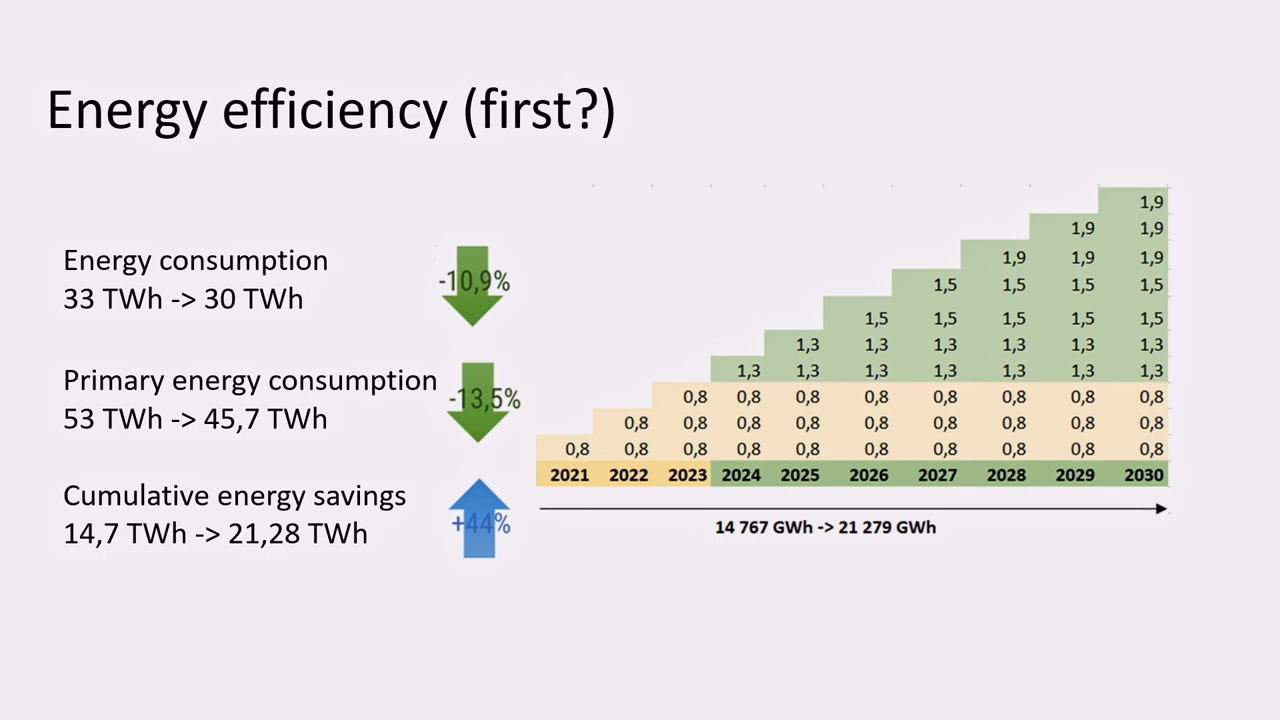 Energy efficiency (first?)
Energy consumption
33 TWh -> 30 TWh
-10,9%
Primary energy consumption
53 TWh -> 45,7 TWh
-13,5%
Cumulative energy savings
14,7 TWh -> 21,28 TWh
+44%
1,9
1,9 1,9
1,9 1,9 1,9
1,5 1,5 1,5 1,5
1,5 1,5 1,5 1,5 1,5
1,3 1,3 1,3 1,3 1,3 1,3
1,3 1,3 1,3 1,3 1,3 1,3 1,3
0,8 0,8 0,8 0,8 0,8 0,8 0,8 0,8
0,8 0,8 0,8 0,8 0,8 0,8 0,8 0,8 0,8
0,8 0,8 0,8 0,8 0,8 0,8 0,8 0,8 0,8 0,8
2021 2022 2023 2024 2025 2026 2027 2028 2029 2030
14 767 GWh -> 21 279 GWh